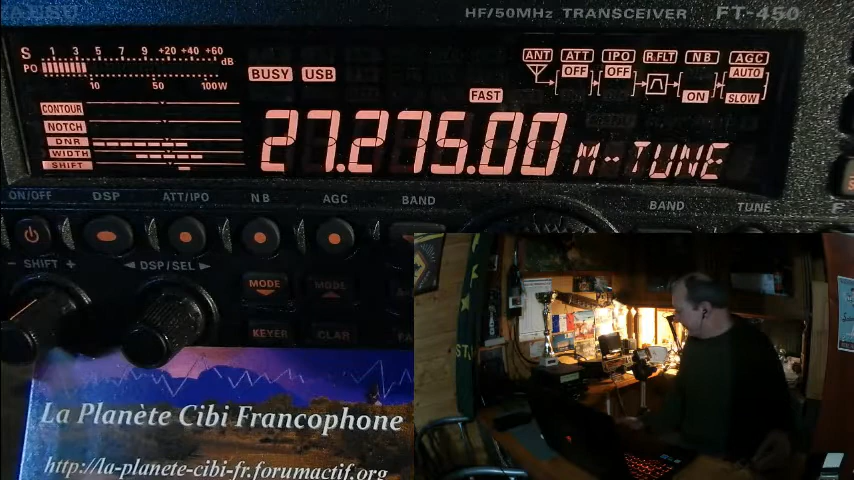 YAESU
HF/50MHz TRANSCEIVER FT-450
S 1 3 5 7 9 +20 +40 +60 dB
PO 10 50 100W
BUSY USB
ANT ATT IPO R.FLT NB AGC
OFF OFF AUTO
FAST ON SLOW
CONTOUR
NOTCH
DNR
WIDTH
SHIFT
27.275.00 M-TUNE
ON/OFF DSP ATT/IPO NB AGC BAND BAND TUNE
- SHIFT + ◄DSP/SEL►
MODE MODE
KEYER CLAR
La Planète Cibi Francophone
http://la-planete-cibi-fr.forumactif.org